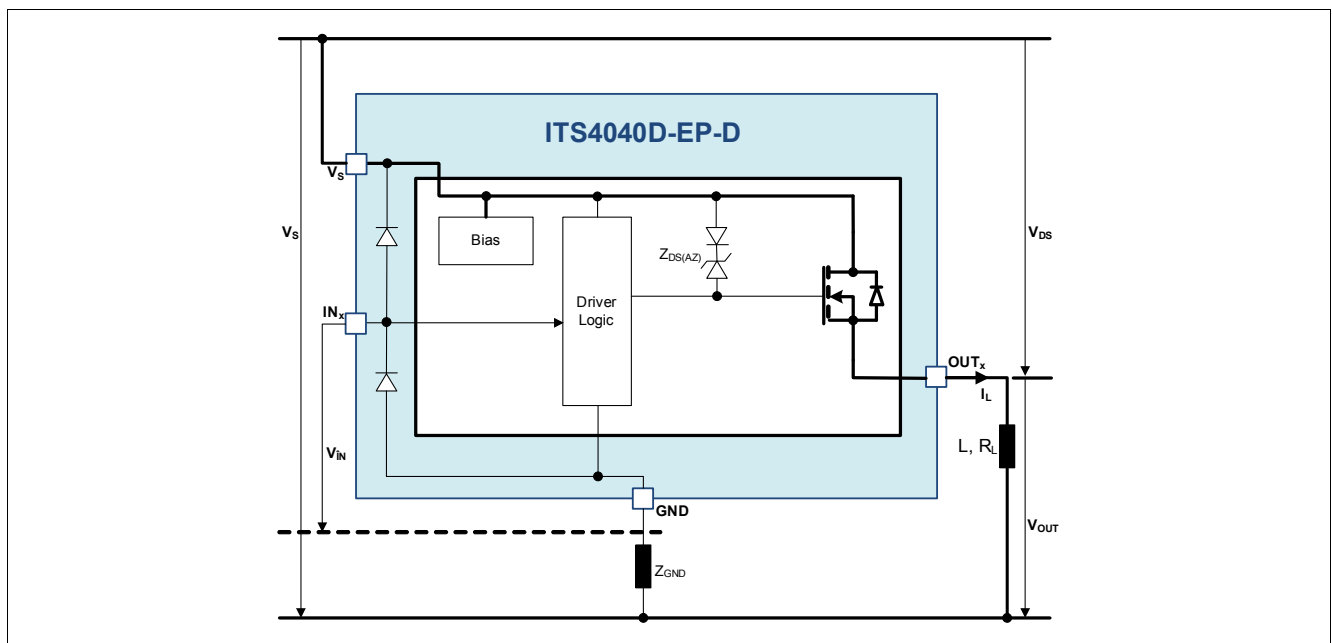 ITS4040D-EP-D
VS
VS
Bias
ZDS(AZ)
VDS
INx
Driver
Logic
OUTx
IL
L, RL
VIN
GND
VOUT
ZGND